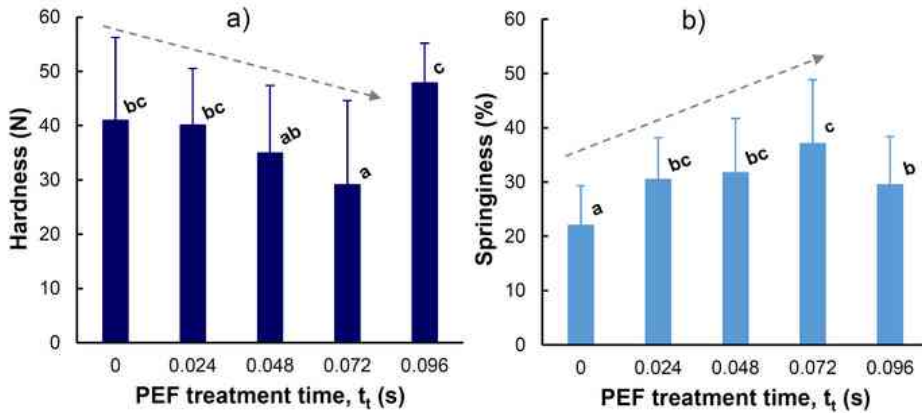 a)
Hardness (N)
60
50
40
30
20
10
0
bc
bc
ab
a
c
0 0.024 0.048 0.072 0.096
PEF treatment time, tt (s)
b)
Springiness (%)
60
50
40
30
20
10
0
a
bc
bc
c
b
0 0.024 0.048 0.072 0.096
PEF treatment time, tt (s)